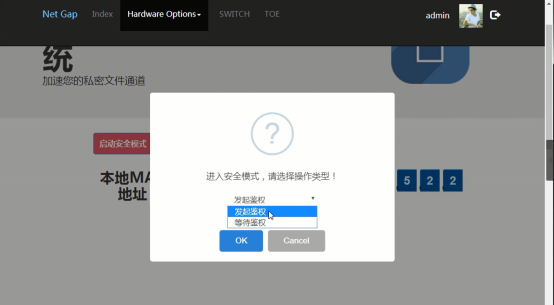 Net Gap Index Hardware Options SWITCH TOE admin
统
加速您的私密文件通道
?
进入安全模式，请选择操作类型！
启动安全模式
本地MA
地址
5 2 2
发起鉴权
发起鉴权
等待鉴权
OK Cancel